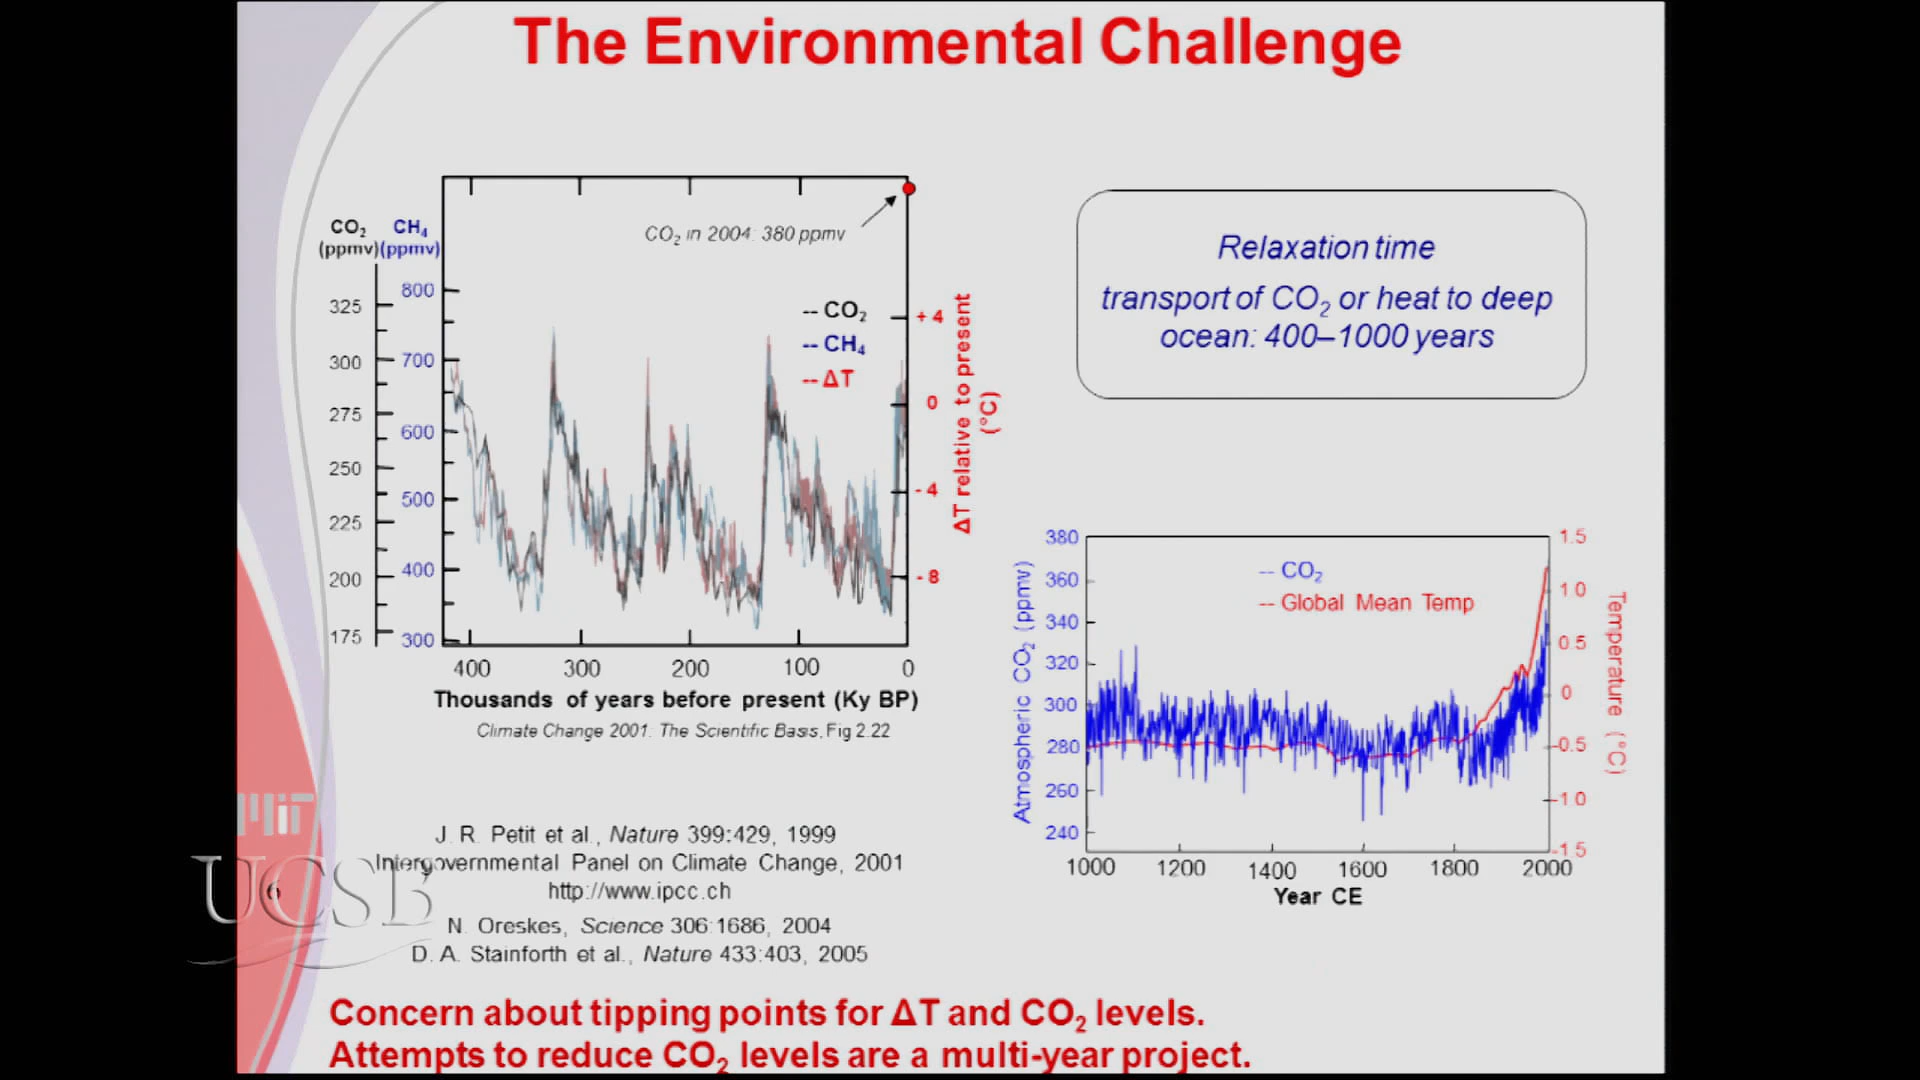 The Environmental Challenge
CO₂ in 2004: 380 ppmv
CO₂ CH₄
(ppmv) (ppmv)
325
300
275
250
225
200
175
800
700
600
500
400
300
-- CO₂
-- CH₄
-- ΔT
+ 4
0
- 4
- 8
ΔT relative to present
(°C)
400 300 200 100 0
Thousands of years before present (Ky BP)
Climate Change 2001: The Scientific Basis, Fig 2.22
Relaxation time
transport of CO₂ or heat to deep
ocean: 400–1000 years
Atmospheric CO₂ (ppmv)
380
360
340
320
300
280
260
240
-- CO₂
-- Global Mean Temp
1.5
1.0
0.5
0
-0.5
-1.0
-1.5
Temperature (°C)
1000 1200 1400 1600 1800 2000
Year CE
J. R. Petit et al., Nature 399:429, 1999
Intergovernmental Panel on Climate Change, 2001
http://www.ipcc.ch
N. Oreskes, Science 306:1686, 2004
D. A. Stainforth et al., Nature 433:403, 2005
MIT
UCSB
6
Concern about tipping points for ΔT and CO₂ levels.
Attempts to reduce CO₂ levels are a multi-year project.